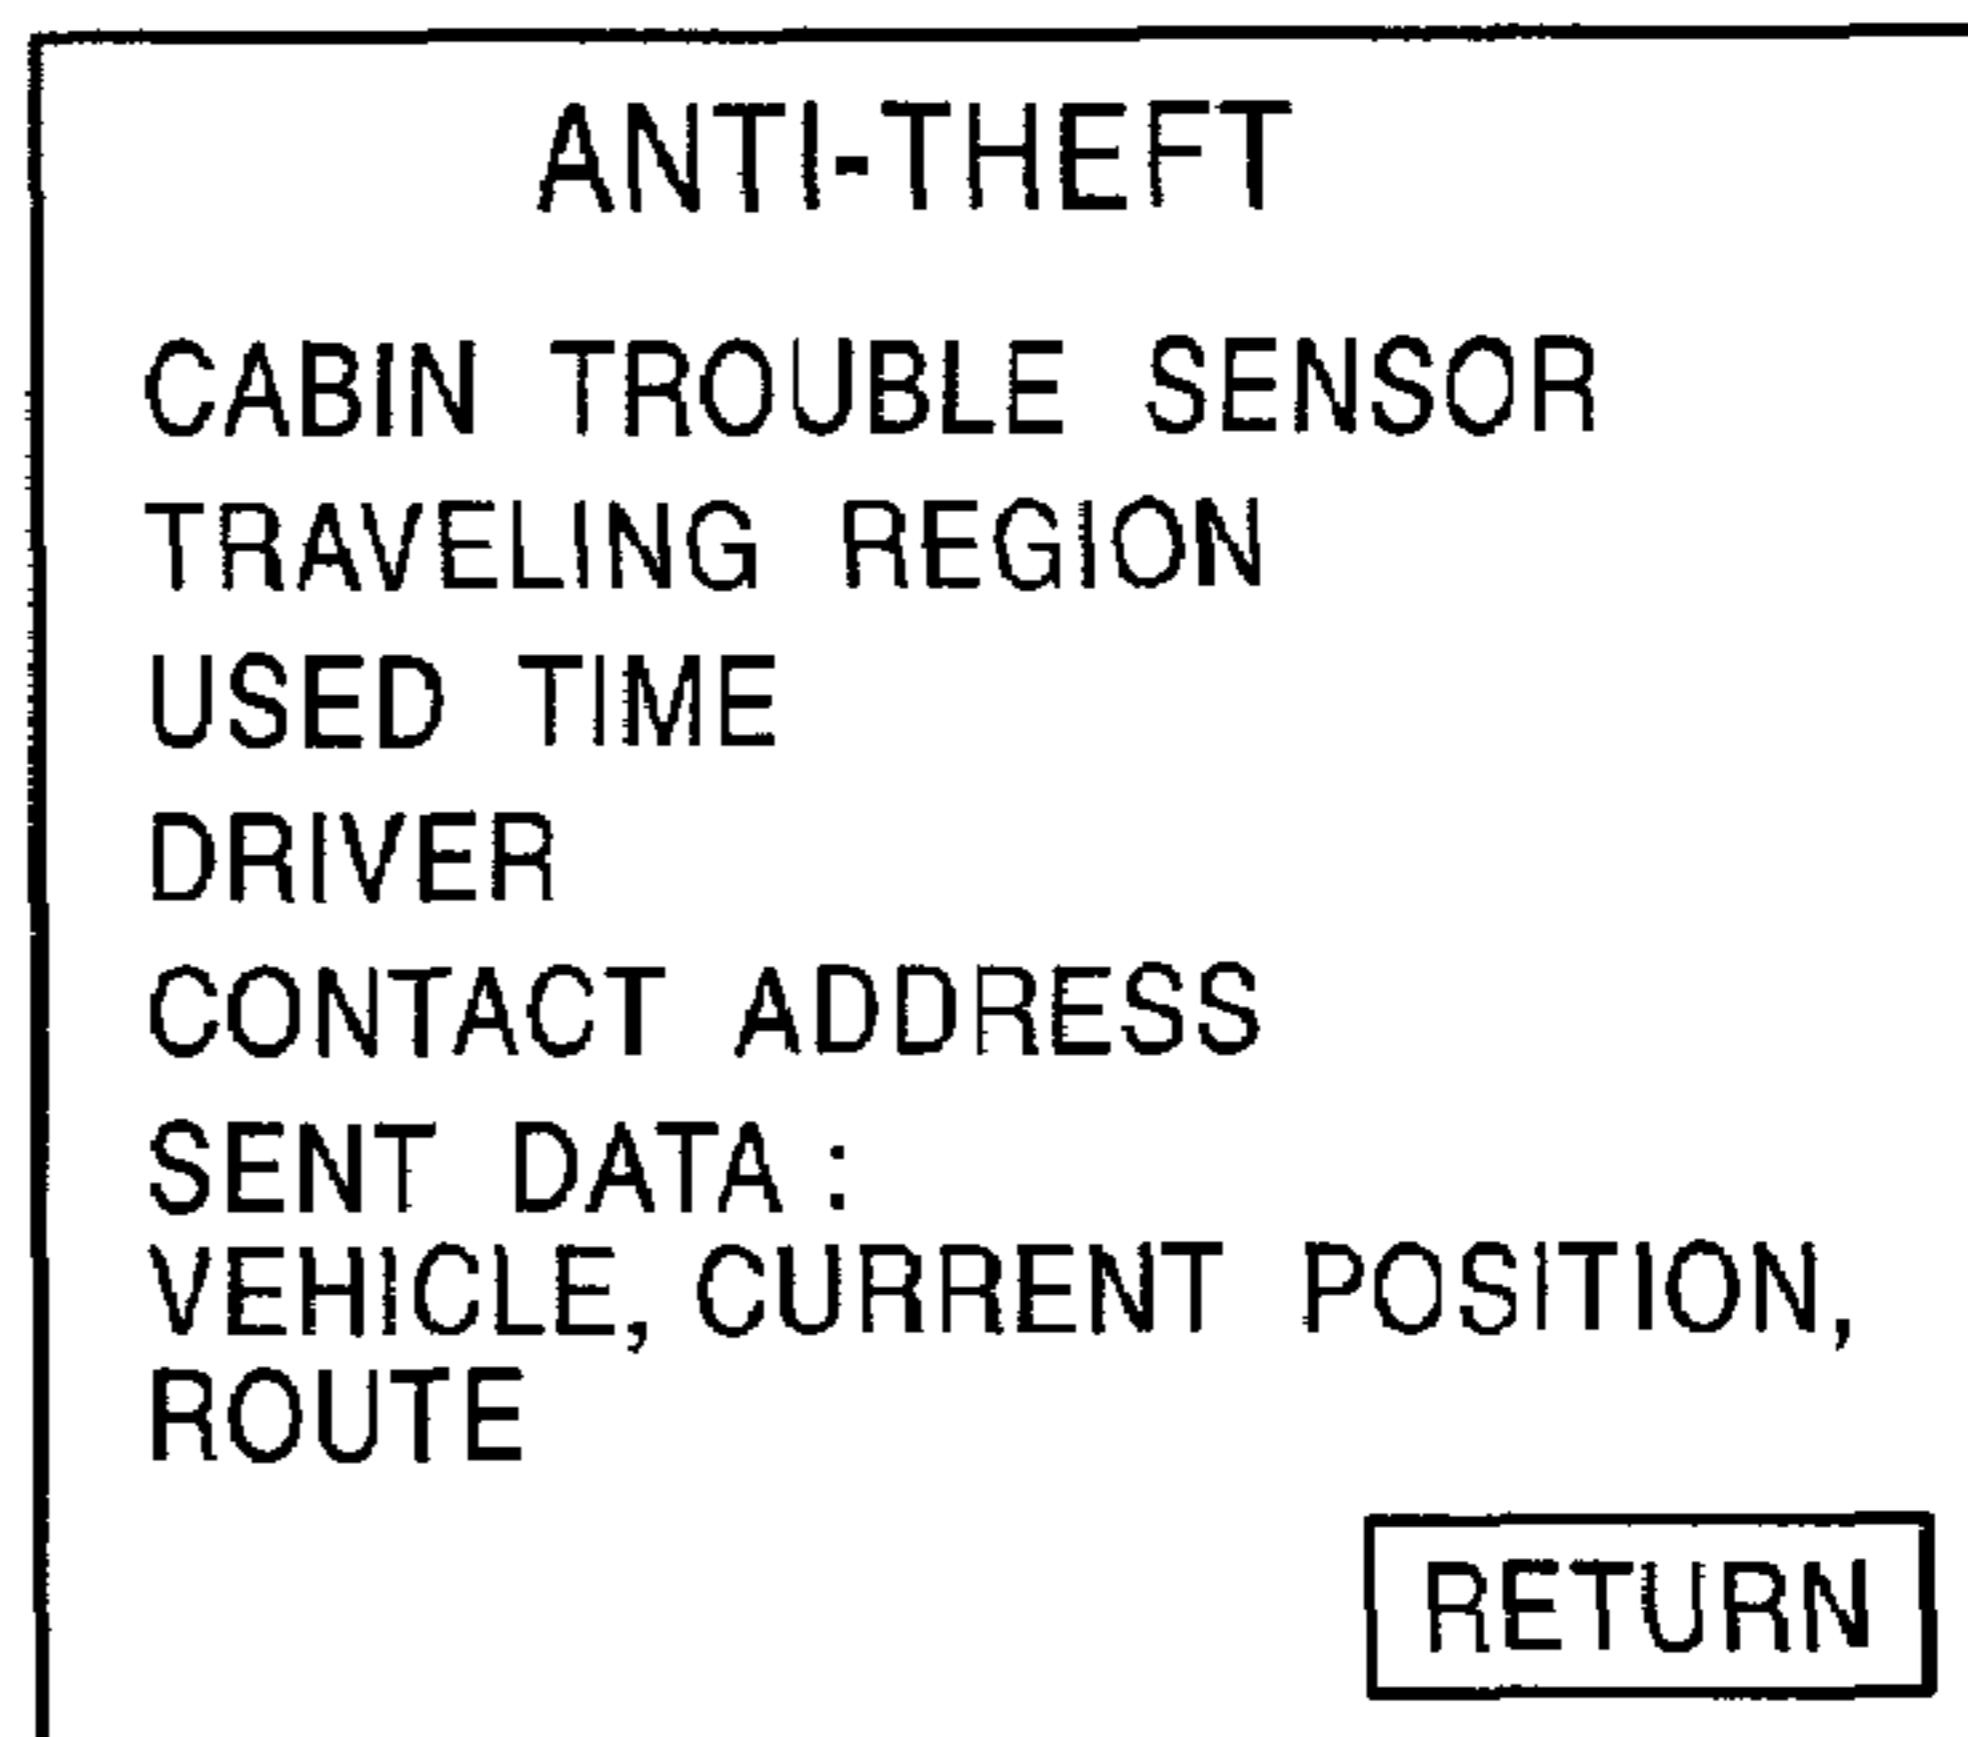 ANTI-THEFT
CABIN TROUBLE SENSOR
TRAVELING REGION
USED TIME
DRIVER
CONTACT ADDRESS
SENT DATA :
VEHICLE, CURRENT POSITION,
ROUTE
RETURN